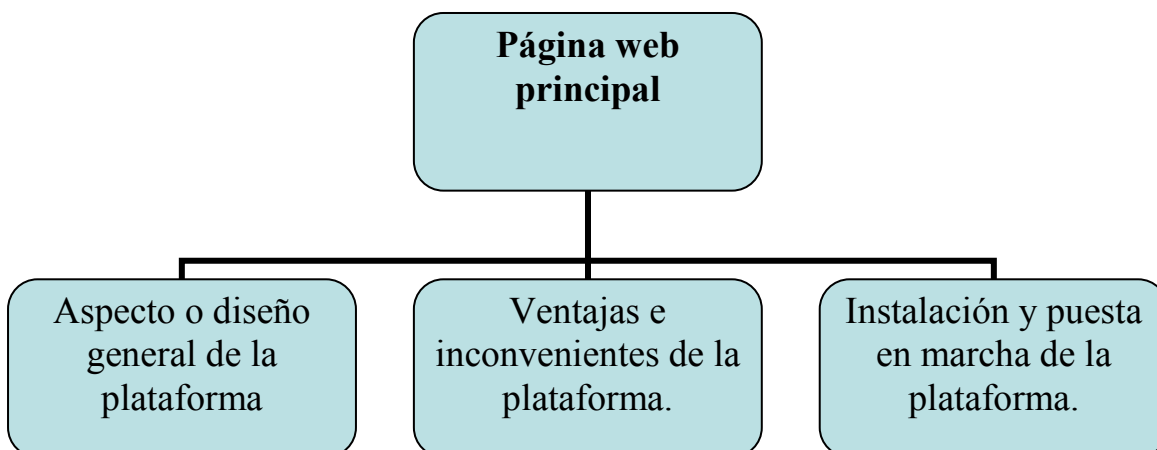 Página web
principal
Aspecto o diseño
general de la
plataforma
Ventajas e
inconvenientes de la
plataforma.
Instalación y puesta
en marcha de la
plataforma.